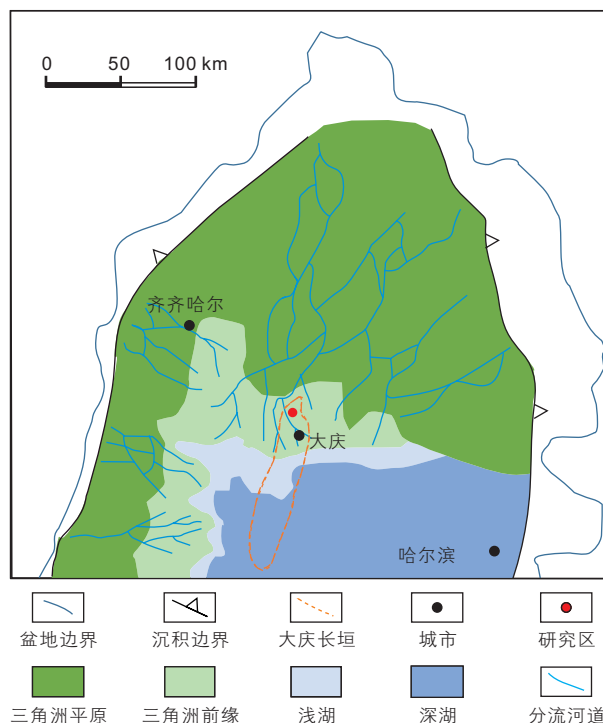 0 50 100 km
齐齐哈尔
大庆
哈尔滨
盆地边界 沉积边界 大庆长垣 城市 研究区
三角洲平原 三角洲前缘 浅湖 深湖 分流河道